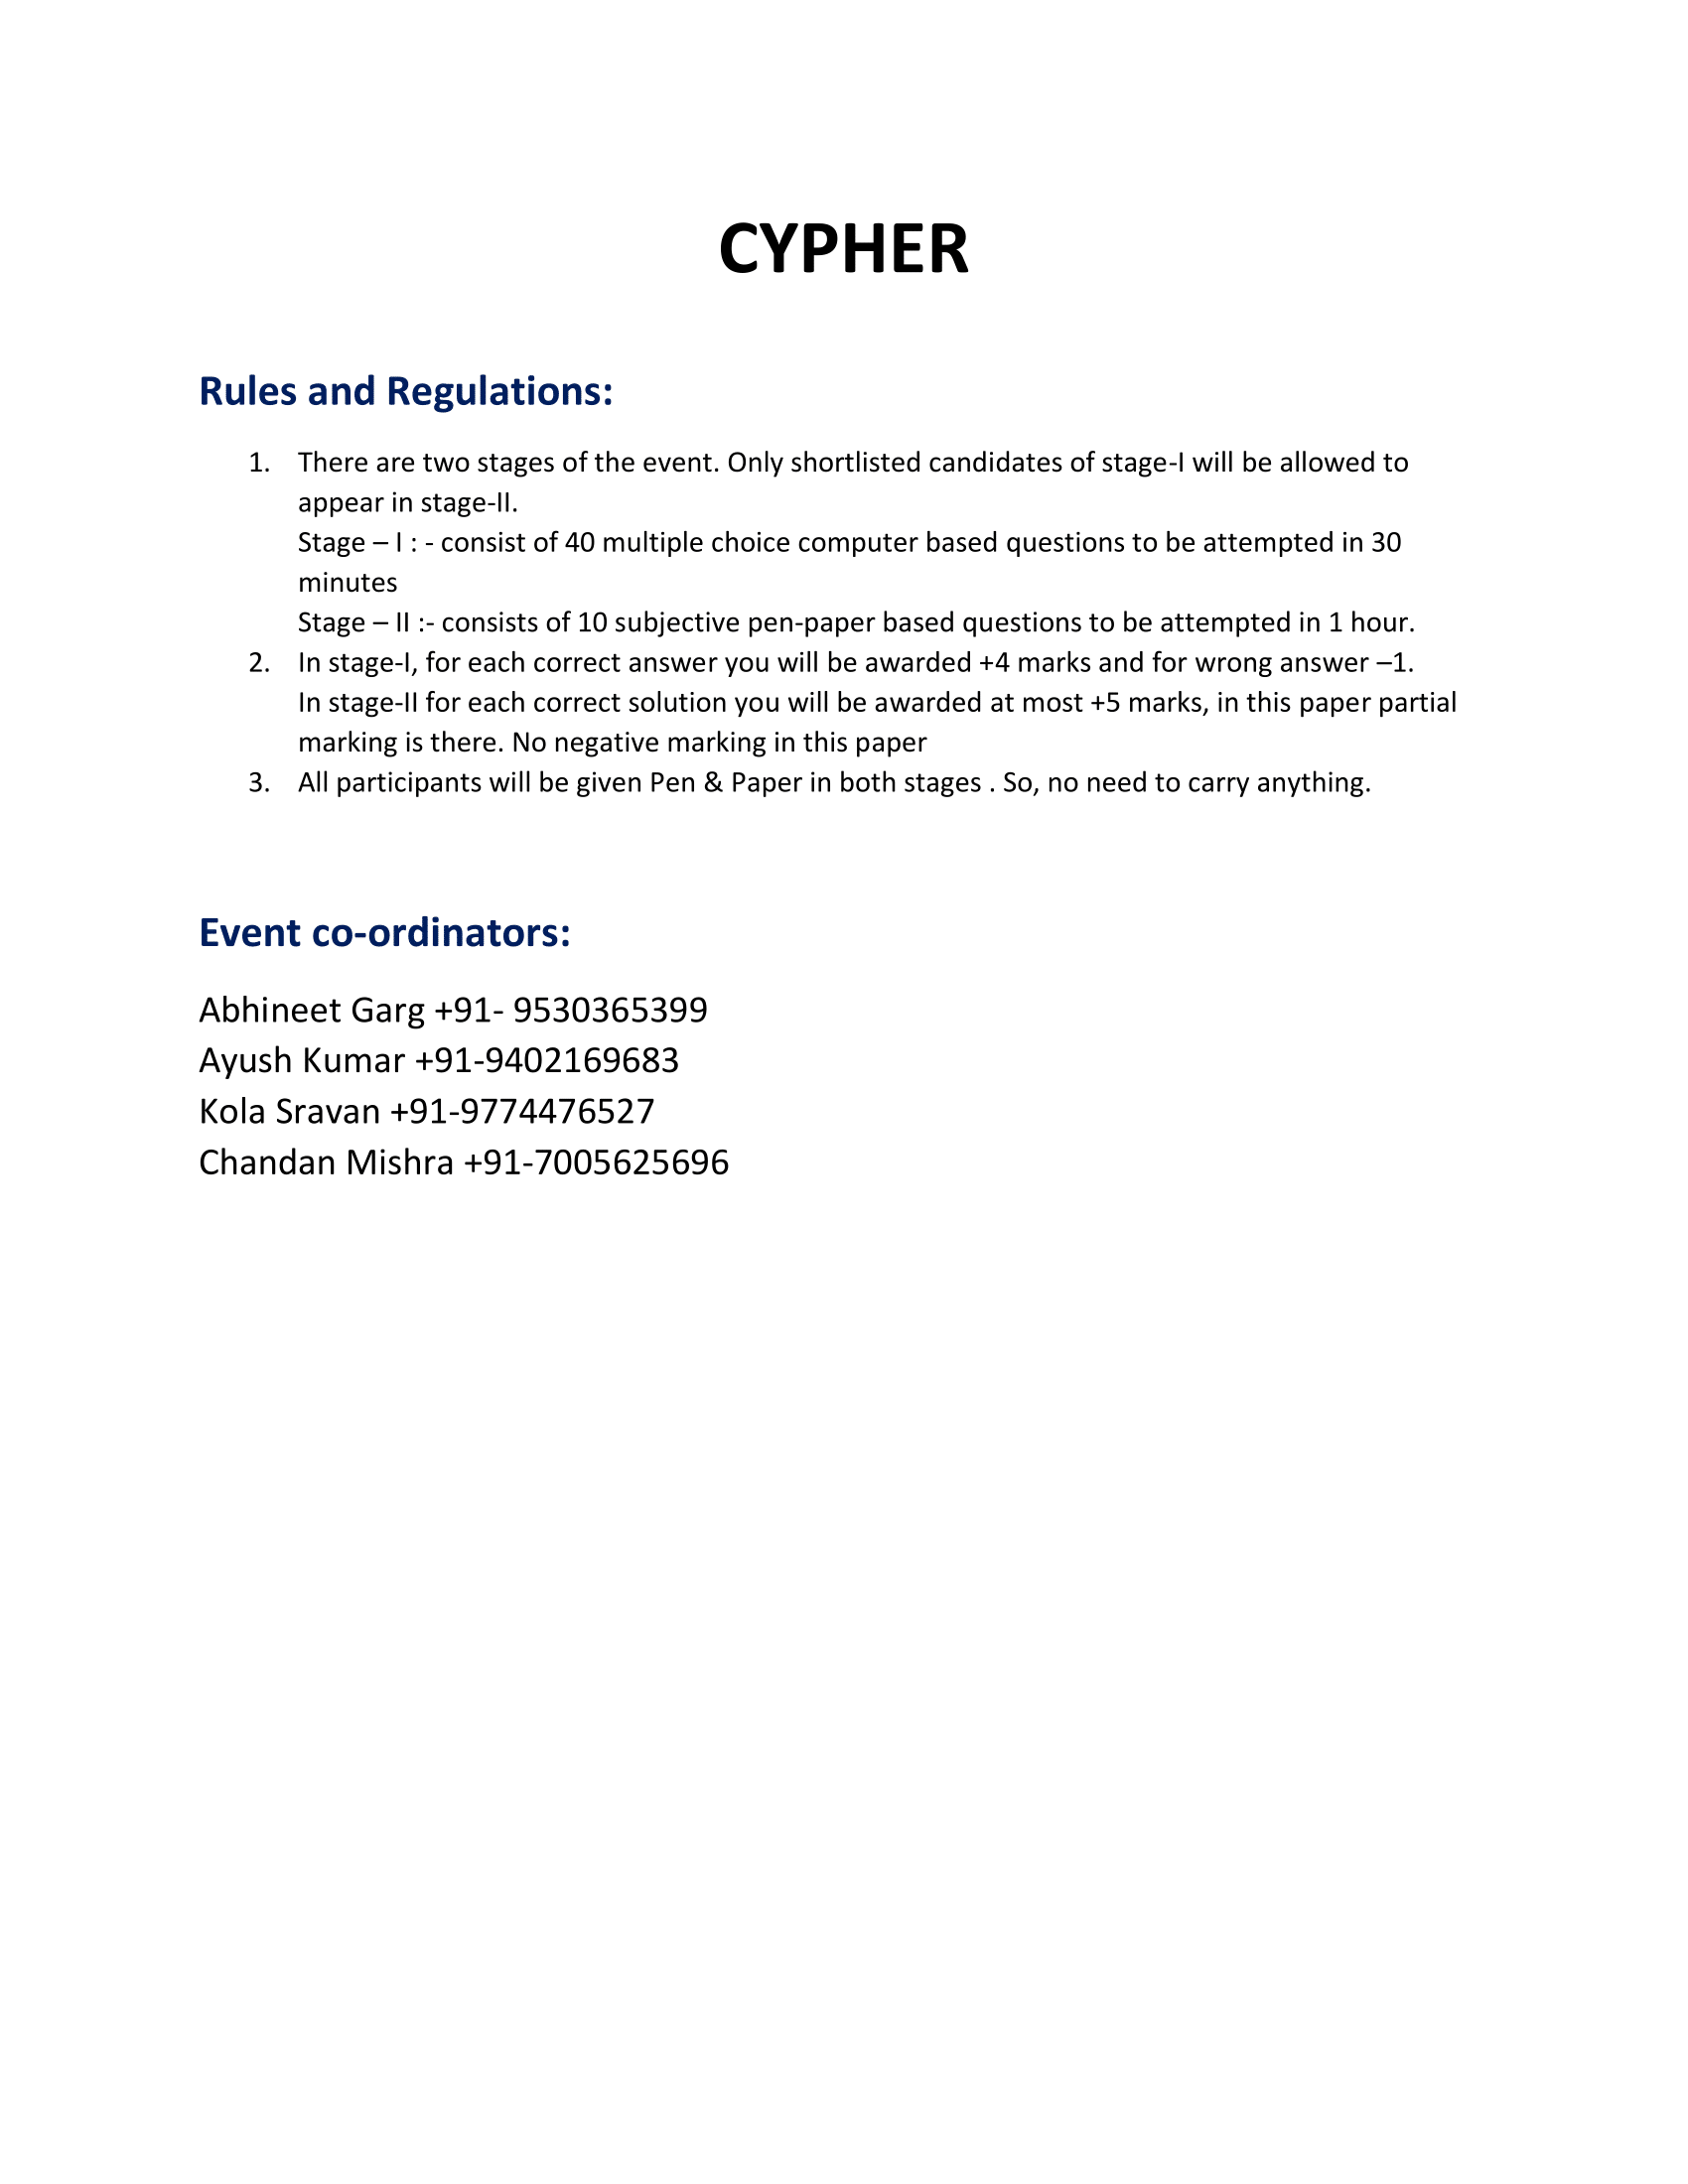 CYPHER
Rules and Regulations:
1. There are two stages of the event. Only shortlisted candidates of stage-I will be allowed to
appear in stage-II.
Stage – I : - consist of 40 multiple choice computer based questions to be attempted in 30
minutes
Stage – II :- consists of 10 subjective pen-paper based questions to be attempted in 1 hour.
2. In stage-I, for each correct answer you will be awarded +4 marks and for wrong answer –1.
In stage-II for each correct solution you will be awarded at most +5 marks, in this paper partial
marking is there. No negative marking in this paper
3. All participants will be given Pen & Paper in both stages . So, no need to carry anything.
Event co-ordinators:
Abhineet Garg +91- 9530365399
Ayush Kumar +91-9402169683
Kola Sravan +91-9774476527
Chandan Mishra +91-7005625696